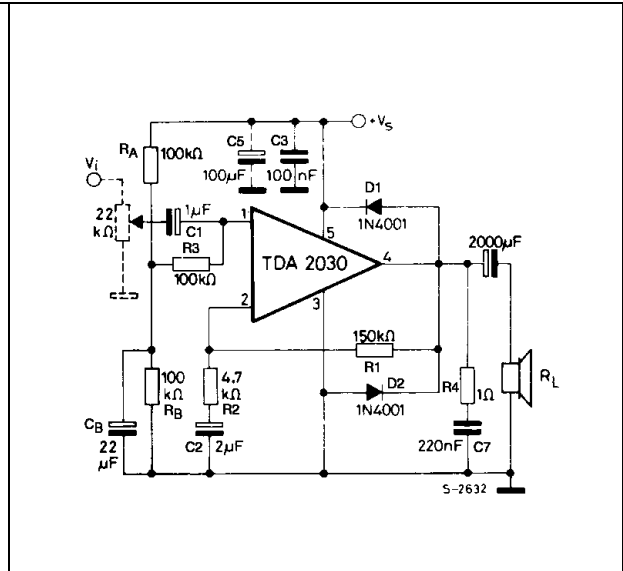 +Vs
RA
100kΩ
C5
C3
100µF
100nF
Vi
D1
1N4001
22
kΩ
1µF
C1
1
5
2000µF
R3
100kΩ
TDA 2030
4
2
3
150kΩ
R1
100
kΩ
RB
4.7
kΩ
R2
D2
1N4001
R4
1Ω
RL
CB
22
µF
C2
2µF
220nF
C7
S-2632